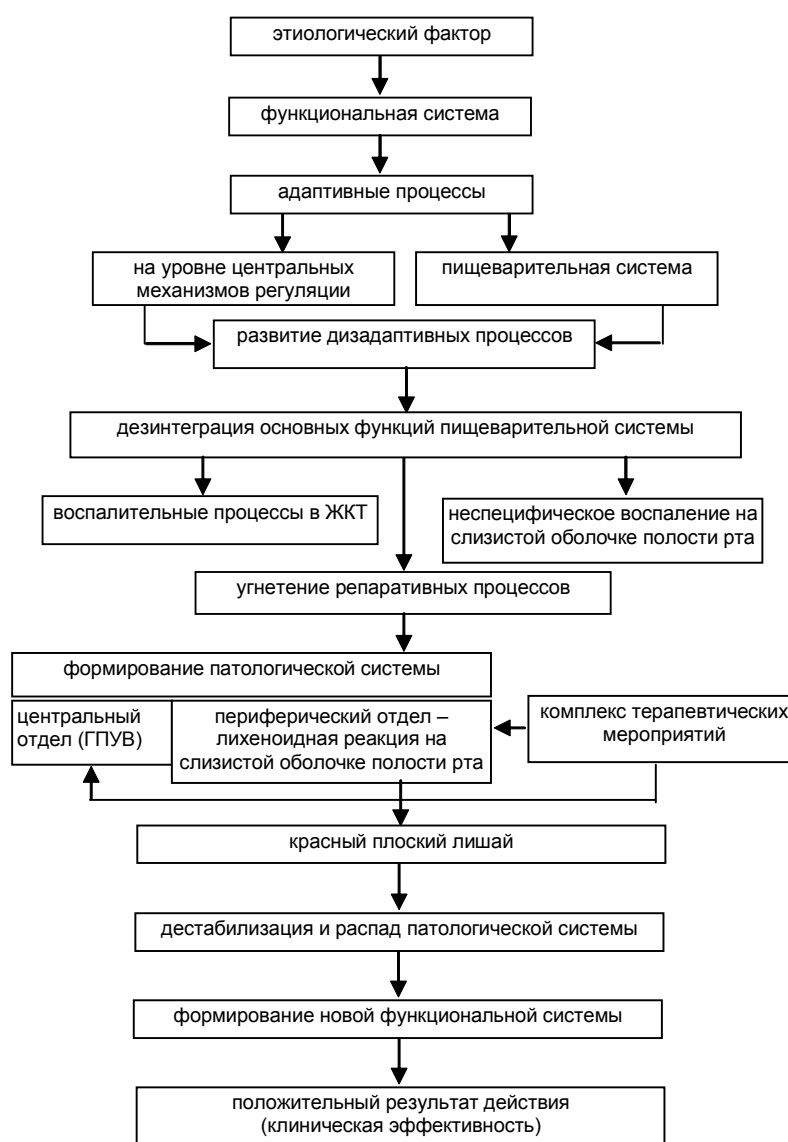 этиологический фактор
функциональная система
адаптивные процессы
на уровне центральных
механизмов регуляции
пищеварительная система
развитие дизадаптивных процессов
дезинтеграция основных функций пищеварительной системы
воспалительные процессы в ЖКТ
неспецифическое воспаление на
слизистой оболочке полости рта
угнетение репаративных процессов
формирование патологической системы
центральный
отдел (ГПУВ)
периферический отдел –
лихеноидная реакция на
слизистой оболочке полости рта
комплекс терапевтических
мероприятий
красный плоский лишай
дестабилизация и распад патологической системы
формирование новой функциональной системы
положительный результат действия
(клиническая эффективность)